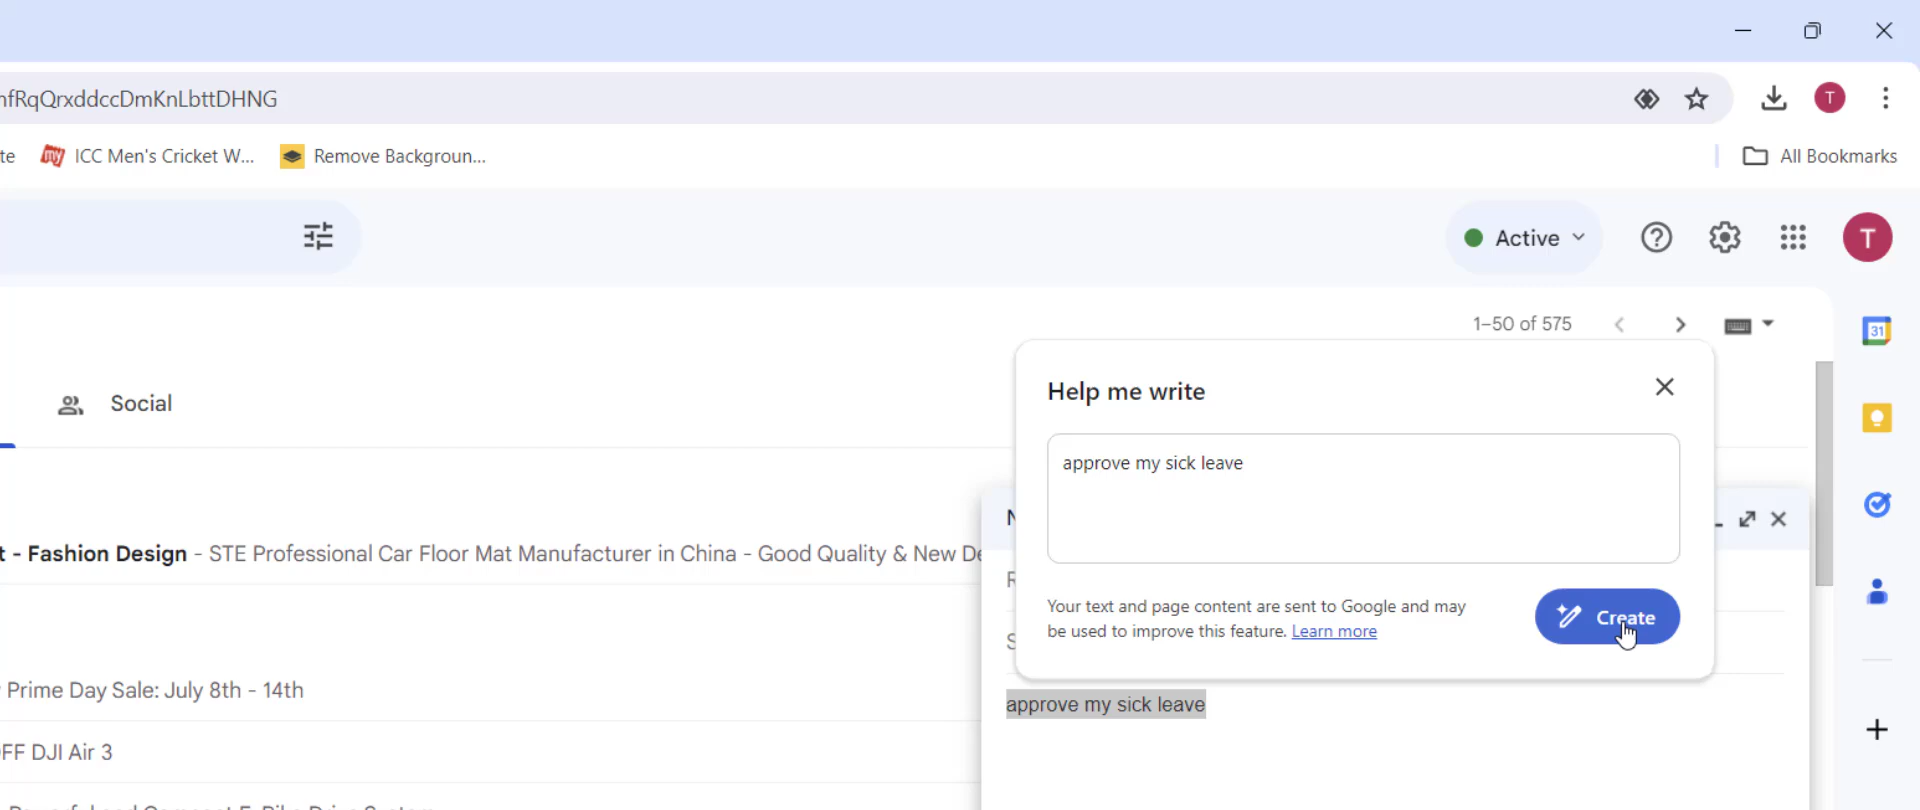 nfRqQrxddccDmKnLbttDHNG
T
te
my
ICC Men's Cricket W...
Remove Backgroun...
All Bookmarks
Active
T
1–50 of 575
31
Social
Help me write
approve my sick leave
t - Fashion Design - STE Professional Car Floor Mat Manufacturer in China - Good Quality & New De
Your text and page content are sent to Google and may
be used to improve this feature. Learn more
Create
Prime Day Sale: July 8th - 14th
approve my sick leave
FF DJI Air 3